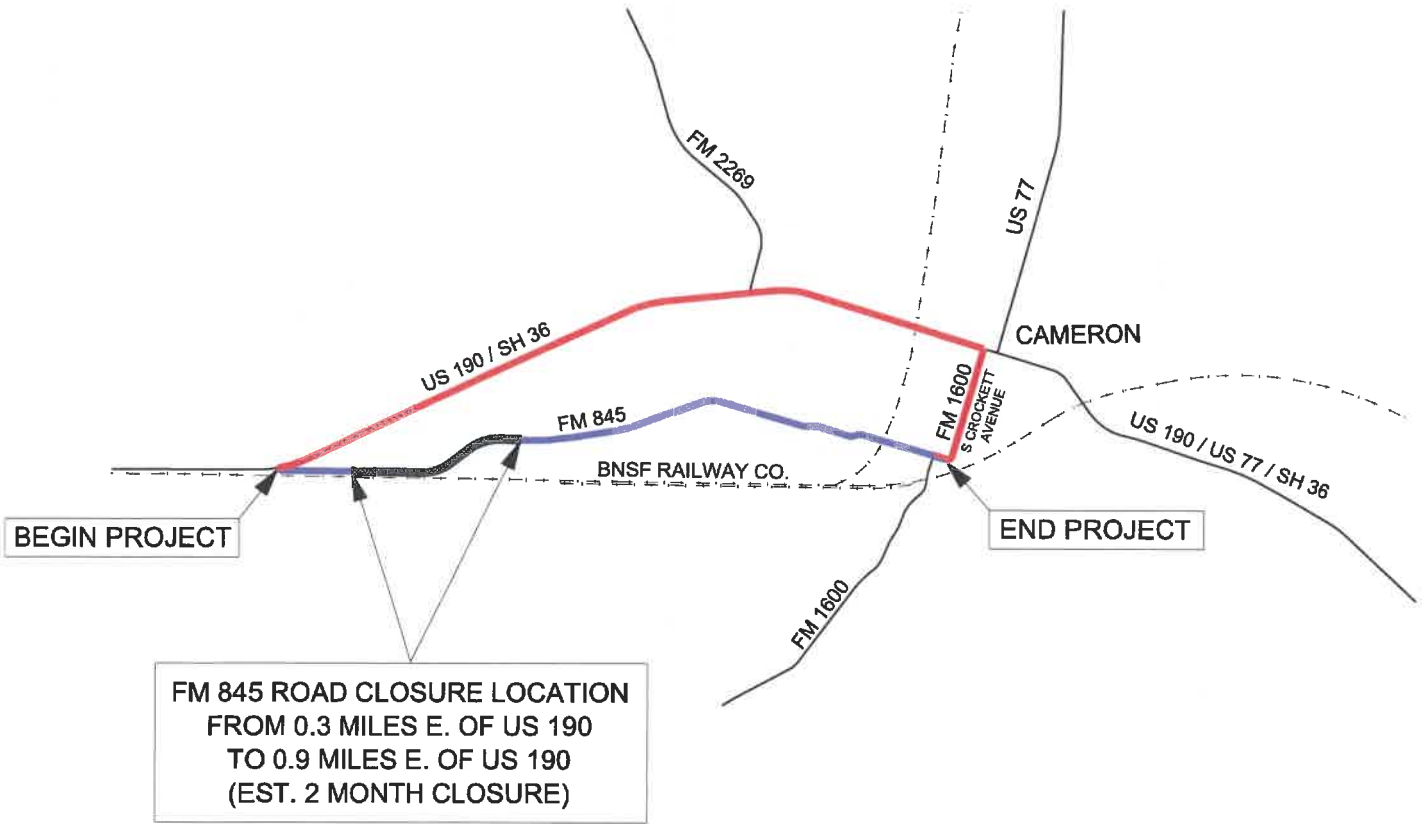 FM 2269
US 77
US 190 / SH 36
CAMERON
FM 1600
S CROCKETT
AVENUE
FM 845
US 190 / US 77 / SH 36
BNSF RAILWAY CO.
BEGIN PROJECT
END PROJECT
FM 1600
FM 845 ROAD CLOSURE LOCATION
FROM 0.3 MILES E. OF US 190
TO 0.9 MILES E. OF US 190
(EST. 2 MONTH CLOSURE)